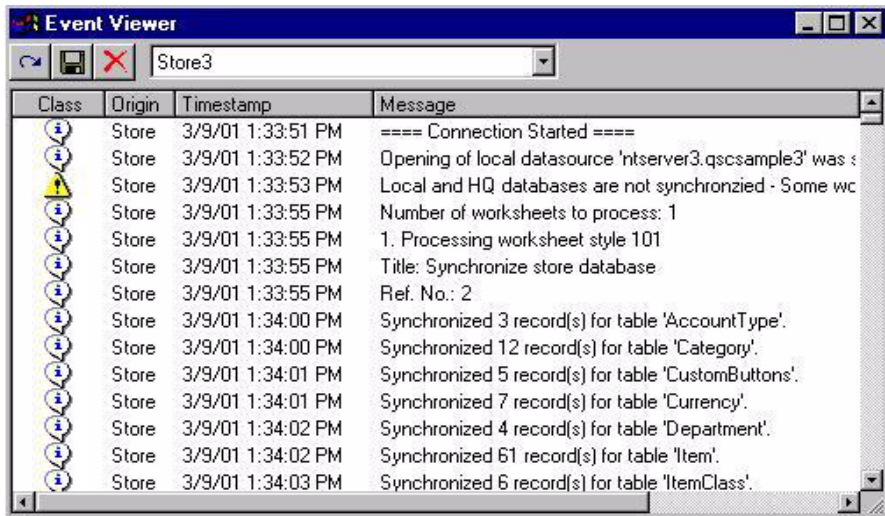 Event Viewer
Store3
Class Origin Timestamp Message
Store 3/9/01 1:33:51 PM ==== Connection Started ====
Store 3/9/01 1:33:52 PM Opening of local datasource 'ntserver3.qscsample3' was s
Store 3/9/01 1:33:53 PM Local and HQ databases are not synchronzied - Some wo
Store 3/9/01 1:33:55 PM Number of worksheets to process: 1
Store 3/9/01 1:33:55 PM 1. Processing worksheet style 101
Store 3/9/01 1:33:55 PM Title: Synchronize store database
Store 3/9/01 1:33:55 PM Ref. No.: 2
Store 3/9/01 1:34:00 PM Synchronized 3 record(s) for table 'AccountType'.
Store 3/9/01 1:34:00 PM Synchronized 12 record(s) for table 'Category'.
Store 3/9/01 1:34:01 PM Synchronized 5 record(s) for table 'CustomButtons'.
Store 3/9/01 1:34:01 PM Synchronized 7 record(s) for table 'Currency'.
Store 3/9/01 1:34:02 PM Synchronized 4 record(s) for table 'Department'.
Store 3/9/01 1:34:02 PM Synchronized 61 record(s) for table 'Item'.
Store 3/9/01 1:34:03 PM Synchronized 6 record(s) for table 'ItemClass'.